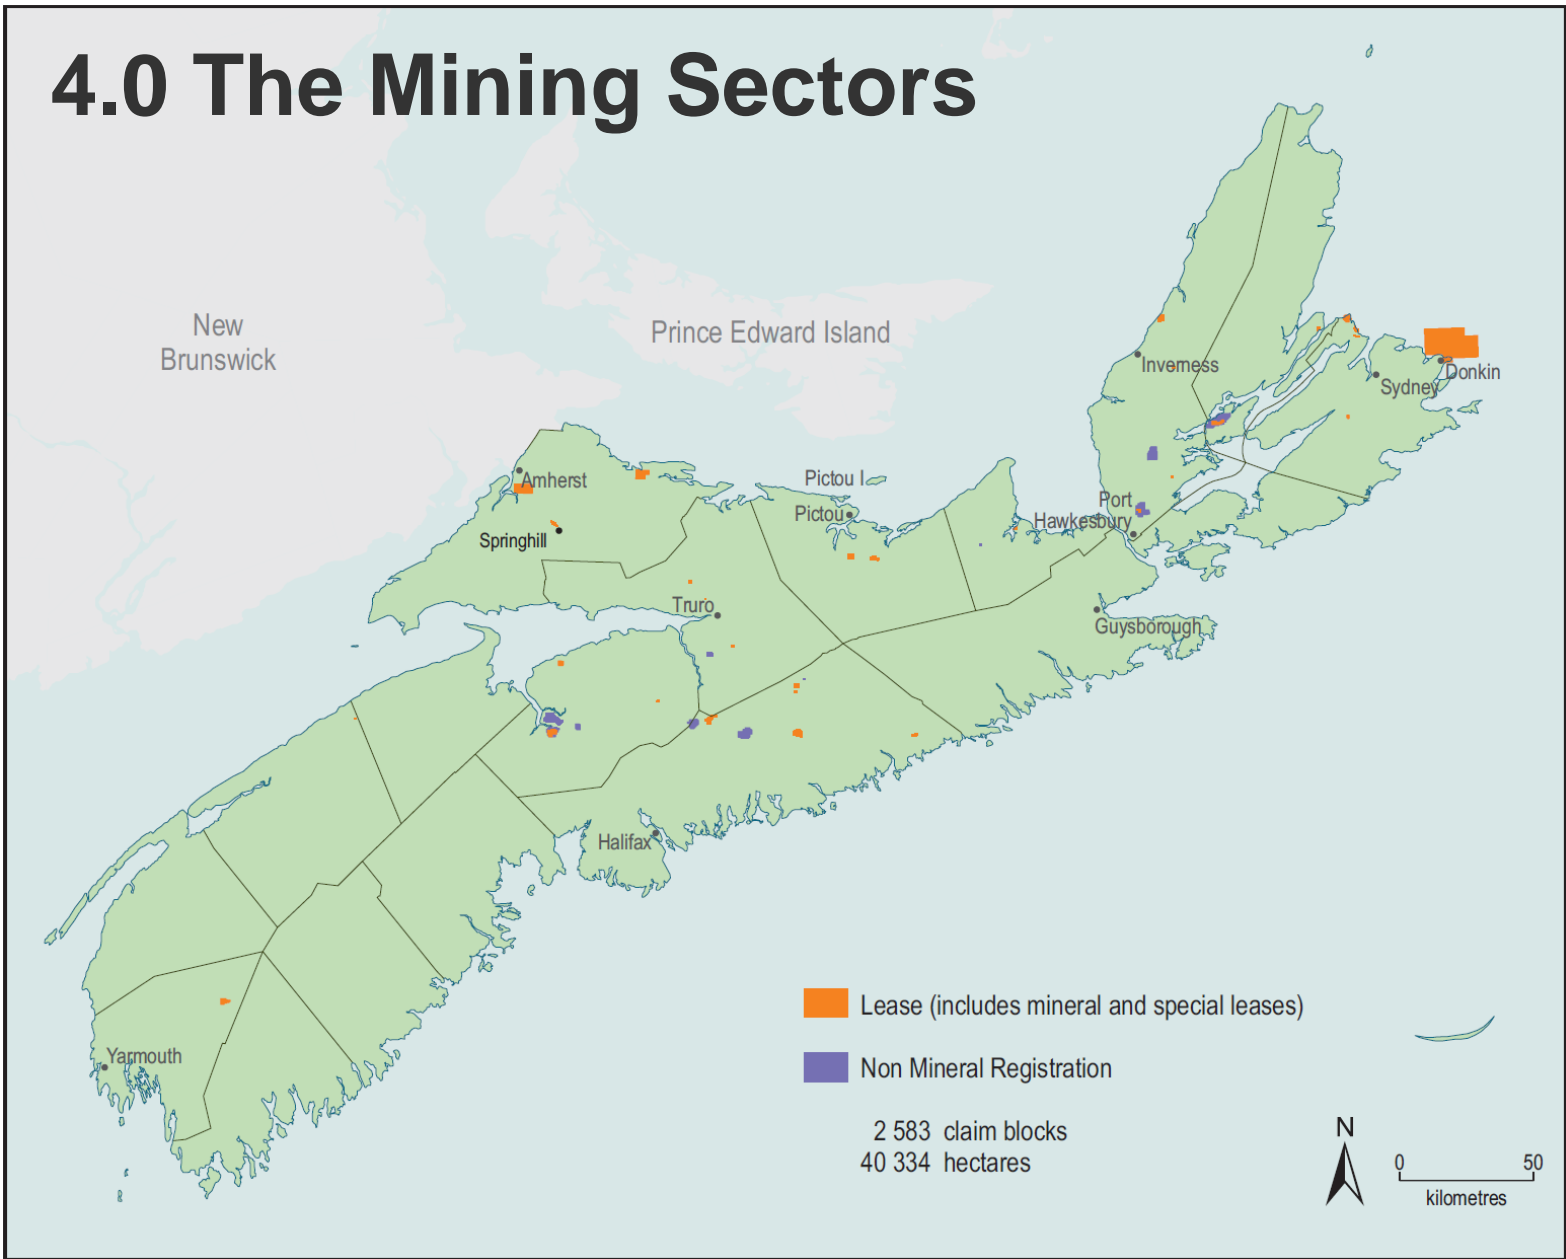 4.0 The Mining Sectors
New
Brunswick
Prince Edward Island
Inverness
Sydney
Donkin
Amherst
Springhill
Pictou I
Pictou
Port
Hawkesbury
Truro
Guysborough
Halifax
Yarmouth
Lease (includes mineral and special leases)
Non Mineral Registration
2 583 claim blocks
40 334 hectares
N
0 50
kilometres